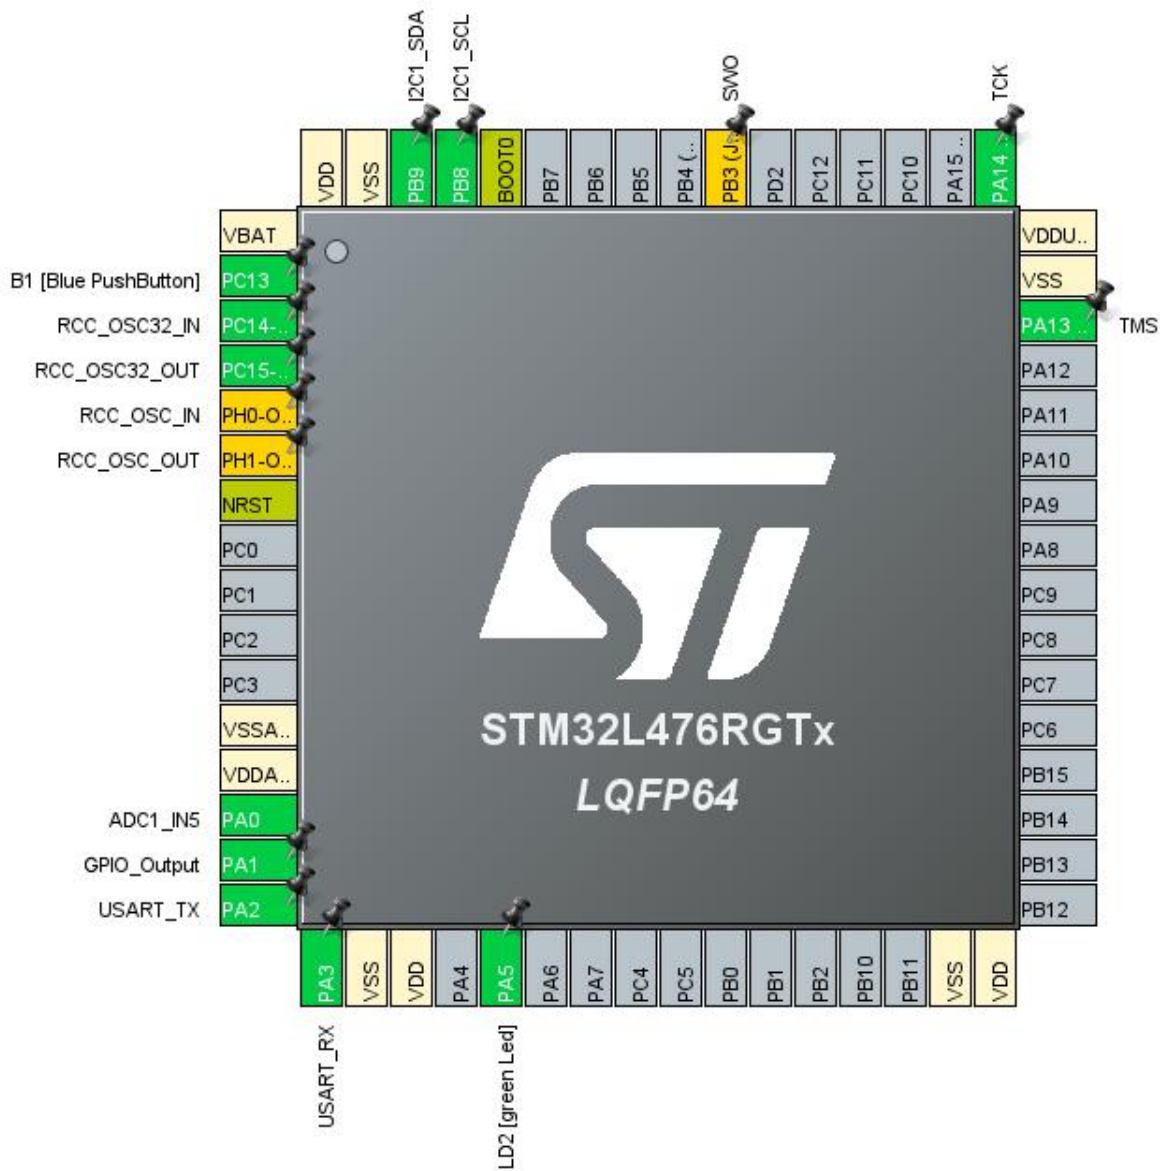 I2C1_SDA
I2C1_SCL
SWO
TCK
VDD
VSS
PB9
PB8
BOOT0
PB7
PB6
PB5
PB4 (..
PB3 (J..
PD2
PC12
PC11
PC10
PA15 ..
PA14 ..
VBAT
B1 [Blue PushButton] PC13
RCC_OSC32_IN PC14-..
RCC_OSC32_OUT PC15-..
RCC_OSC_IN PH0-O..
RCC_OSC_OUT PH1-O..
NRST
PC0
PC1
PC2
PC3
VSSA..
VDDA..
ADC1_IN5 PA0
GPIO_Output PA1
USART_TX PA2
ST
STM32L476RGTx
LQFP64
VDDU..
VSS
PA13 .. TMS
PA12
PA11
PA10
PA9
PA8
PC9
PC8
PC7
PC6
PB15
PB14
PB13
PB12
PA3
VSS
VDD
PA4
PA5
PA6
PA7
PC4
PC5
PB0
PB1
PB2
PB10
PB11
VSS
VDD
USART_RX
LD2 [green Led]